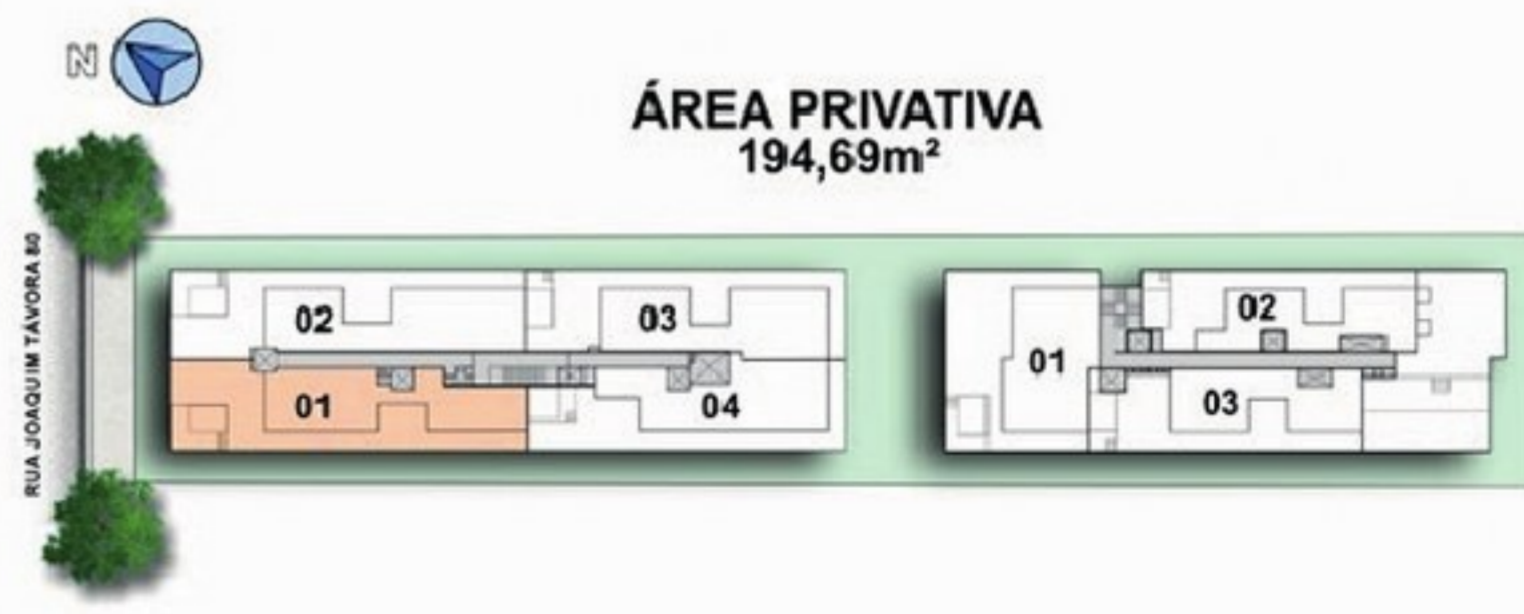 N
ÁREA PRIVATIVA
194,69m²
RUA JOAQUIM TÁVORA 80
02
03
01
04
02
01
03